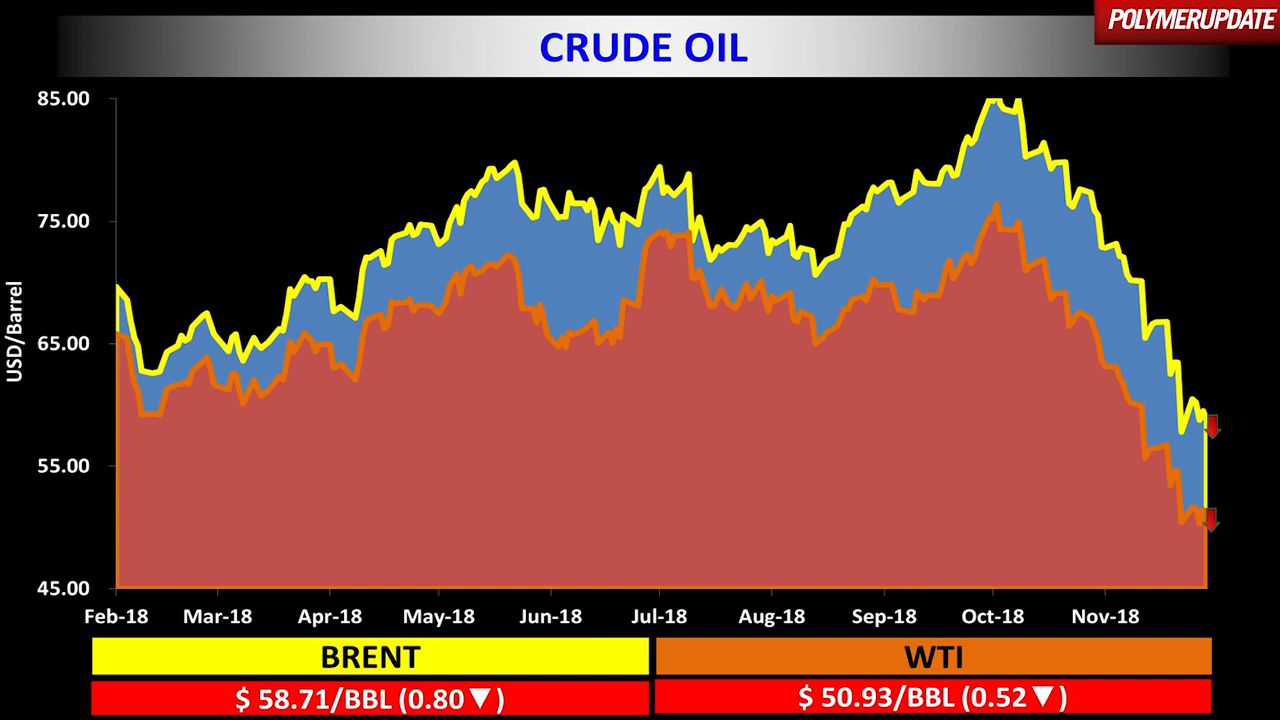 POLYMERUPDATE
CRUDE OIL
85.00
75.00
65.00
55.00
45.00
USD/Barrel
Feb-18 Mar-18 Apr-18 May-18 Jun-18 Jul-18 Aug-18 Sep-18 Oct-18 Nov-18
BRENT WTI
$ 58.71/BBL (0.80▼) $ 50.93/BBL (0.52▼)